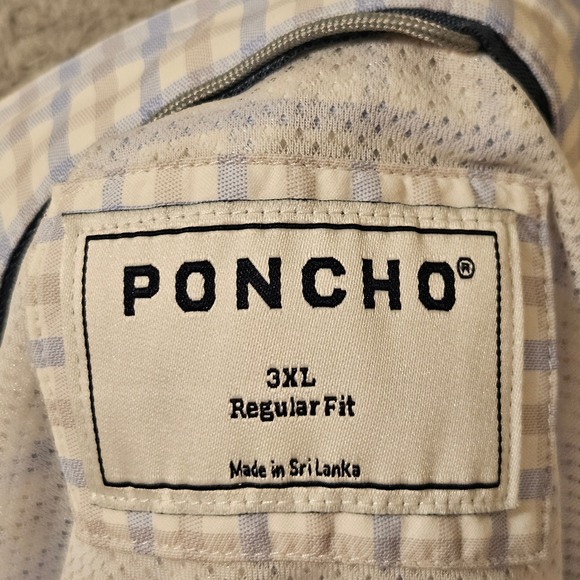 PONCHO®
3XL
Regular Fit
Made in Sri Lanka